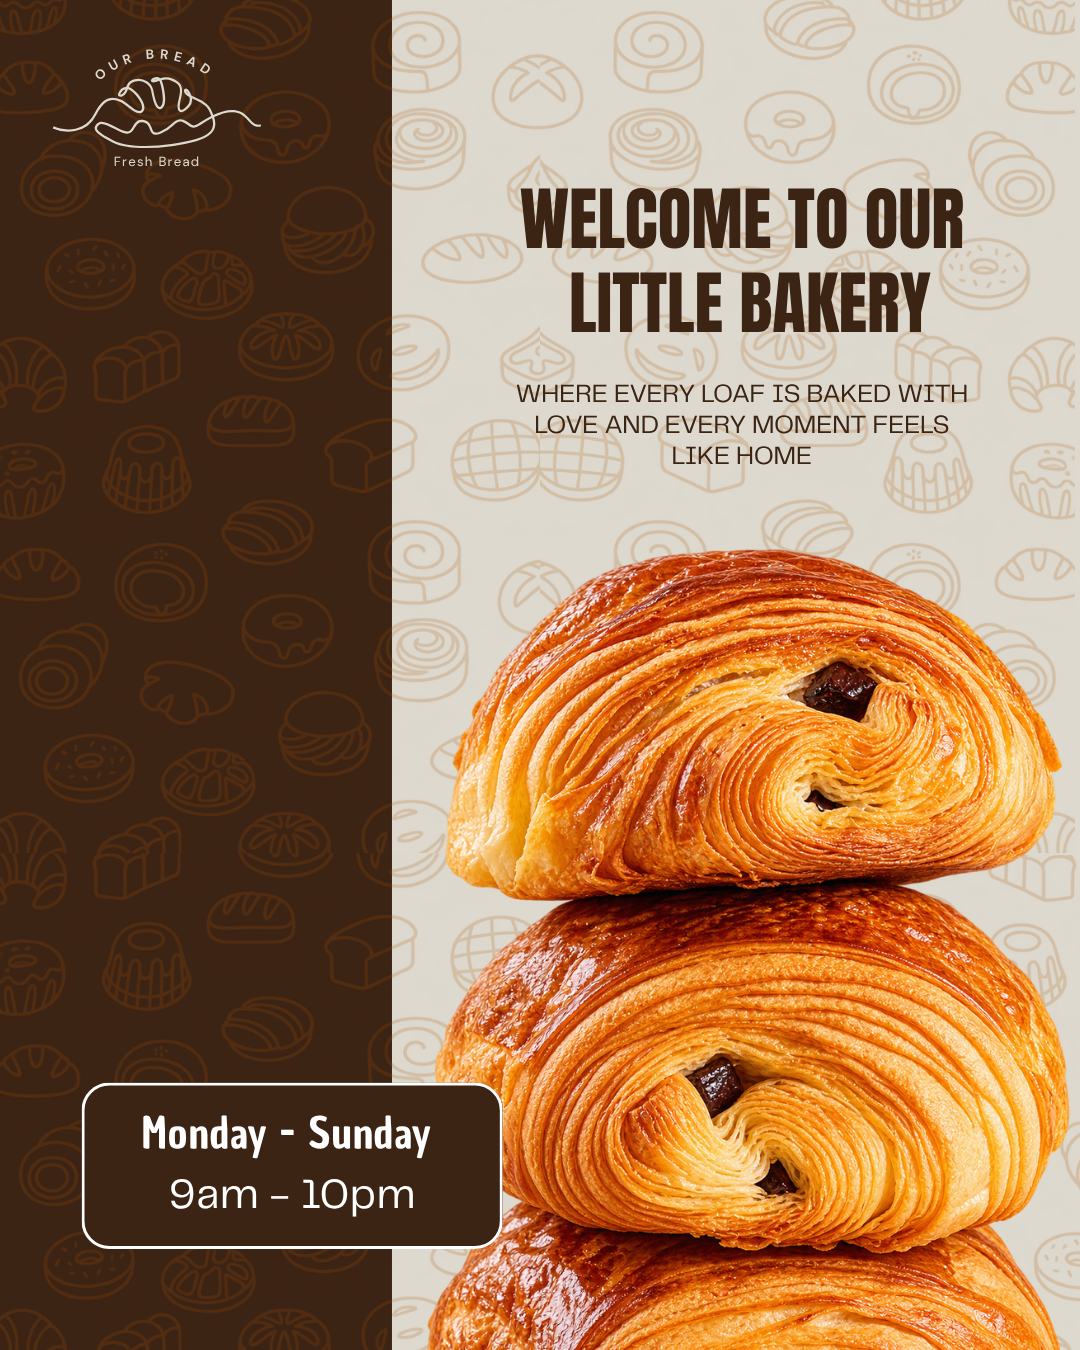 OUR BREAD
Fresh Bread
WELCOME TO OUR
LITTLE BAKERY
WHERE EVERY LOAF IS BAKED WITH
LOVE AND EVERY MOMENT FEELS
LIKE HOME
Monday - Sunday
9am – 10pm